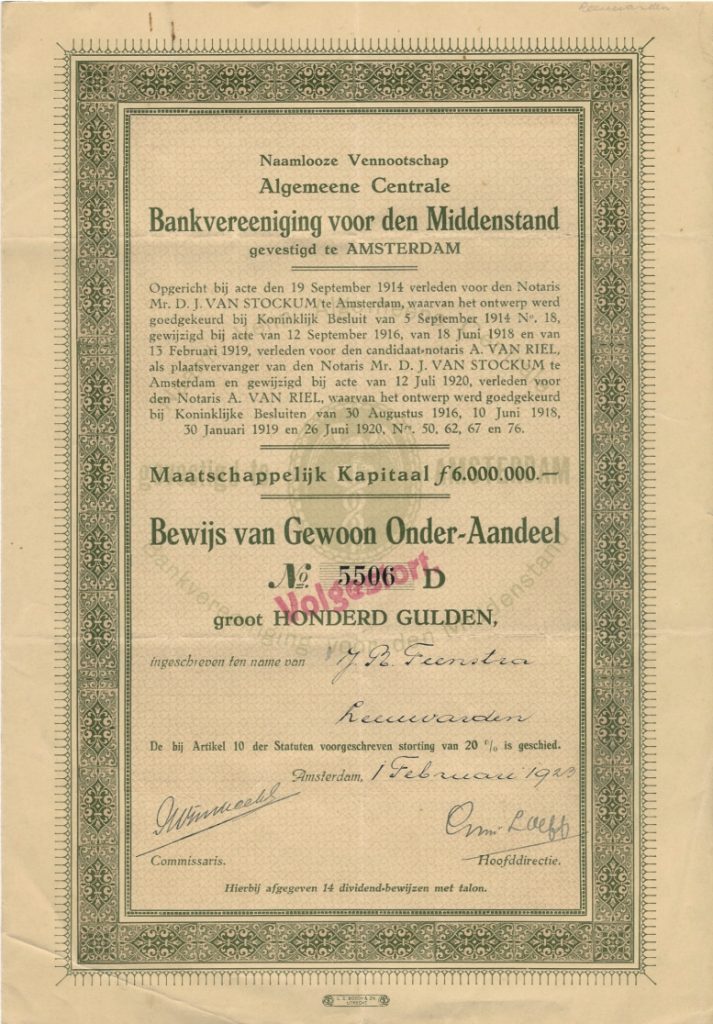 Leeuwarden
Naamlooze Vennootschap
Algemeene Centrale
Bankvereeniging voor den Middenstand
gevestigd te AMSTERDAM
Opgericht bij acte den 19 September 1914 verleden voor den Notaris
Mr. D. J. VAN STOCKUM te Amsterdam, waarvan het ontwerp werd
goedgekeurd bij Koninklijk Besluit van 5 September 1914 No. 18,
gewijzigd bij acte van 12 September 1916, van 18 Juni 1918 en van
13 Februari 1919, verleden voor den candidaat-notaris A. VAN RIEL,
als plaatsvervanger van den Notaris Mr. D. J. VAN STOCKUM te
Amsterdam en gewijzigd bij acte van 12 Juli 1920, verleden voor
den Notaris A. VAN RIEL, waarvan het ontwerp werd goedgekeurd
bij Koninklijke Besluiten van 30 Augustus 1916, 10 Juni 1918,
30 Januari 1919 en 26 Juni 1920, Nrs. 50, 62, 67 en 76.
Maatschappelijk Kapitaal ƒ 6.000.000.—
Bewijs van Gewoon Onder-Aandeel
No. 5506 D
Volgestort.
groot HONDERD GULDEN,
ingeschreven ten name van J. R. Feenstra
Leeuwarden
De bij Artikel 10 der Statuten voorgeschreven storting van 20 % is geschied.
Amsterdam, 1 Februari 1923
Commissaris. Hoofddirectie.
Hierbij afgegeven 14 dividend-bewijzen met talon.